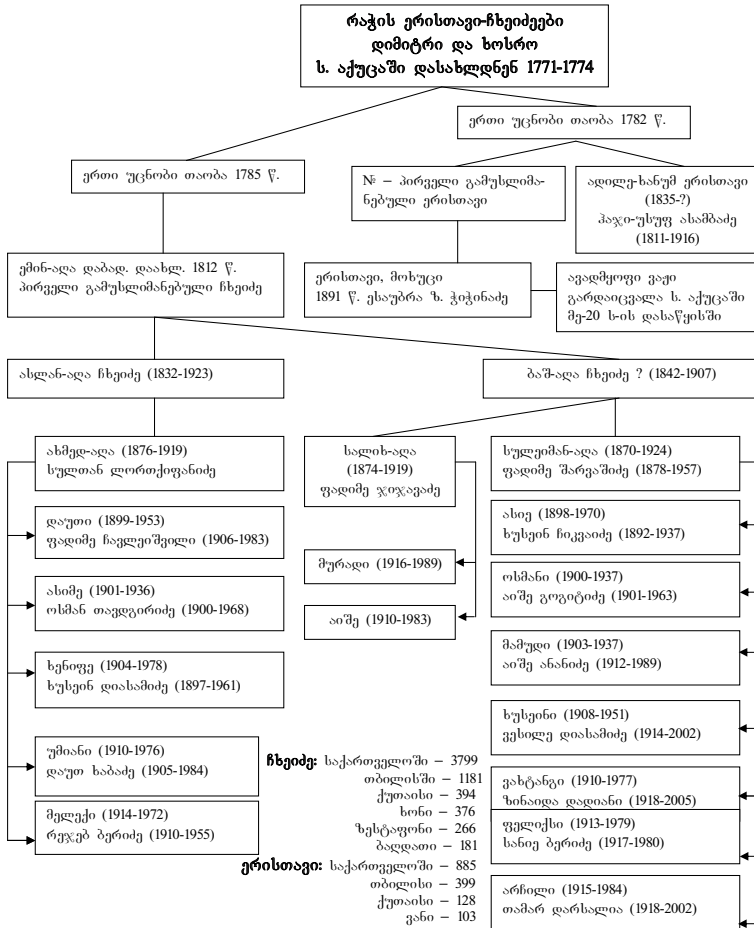 რაჭის ერისთავი-ჩხეიძეები
დიმიტრი და ხოსრო
ს. აქუცაში დასახლდნენ 1771-1774
ერთი უცნობი თაობა 1782 წ.
ერთი უცნობი თაობა 1785 წ.
№ – პირველი გამუსლიმა-
ნებული ერისთავი
ადილე-ხანუმ ერისთავი
(1835-?)
ჰაჯი-უსუფ ასამბაძე
(1811-1916)
ემინ-აღა დაბად. დაახლ. 1812 წ.
პირველი გამუსლიმანებული ჩხეიძე
ერისთავი, მოხუცი
1891 წ. ესაუბრა ზ. ჭიჭინაძე
ავადმყოფი ვაჟი
გარდაიცვალა ს. აქუცაში
მე-20 ს-ის დასაწყისში
ასლან-აღა ჩხეიძე (1832-1923)
ბაშ-აღა ჩხეიძე ? (1842-1907)
ახმედ-აღა (1876-1919)
სულთან ლორთქიფანიძე
სალიხ-აღა
(1874-1919)
ფადიმე ჯიჯავაძე
სულეიმან-აღა (1870-1924)
ფადიმე შარვაშიძე (1878-1957)
დაუთი (1899-1953)
ფადიმე ჩავლეიშვილი (1906-1983)
ასიმე (1901-1936)
ოსმან თავდგირიძე (1900-1968)
ხენიფე (1904-1978)
ხუსეინ დიასამიძე (1897-1961)
უმიანი (1910-1976)
დაუთ ხაბაძე (1905-1984)
მელექი (1914-1972)
რეჯებ ბერიძე (1910-1955)
მურადი (1916-1989)
აიშე (1910-1983)
ასიე (1898-1970)
ხუსეინ ჩიკვაიძე (1892-1937)
ოსმანი (1900-1937)
აიშე გოგიტიძე (1901-1963)
მამუდი (1903-1937)
აიშე ანანიძე (1912-1989)
ხუსეინი (1908-1951)
ვესილე დიასამიძე (1914-2002)
ვახტანგი (1910-1977)
ზინაიდა დადიანი (1918-2005)
ფელიქსი (1913-1979)
სანიე ბერიძე (1917-1980)
არჩილი (1915-1984)
თამარ დარსალია (1918-2002)
ჩხეიძე: საქართველოში – 3799
თბილისში – 1181
ქუთაისი – 394
ხონი – 376
ზესტაფონი – 266
ბაღდათი – 181
ერისთავი: საქართველოში – 885
თბილისი – 399
ქუთაისი – 128
ვანი – 103